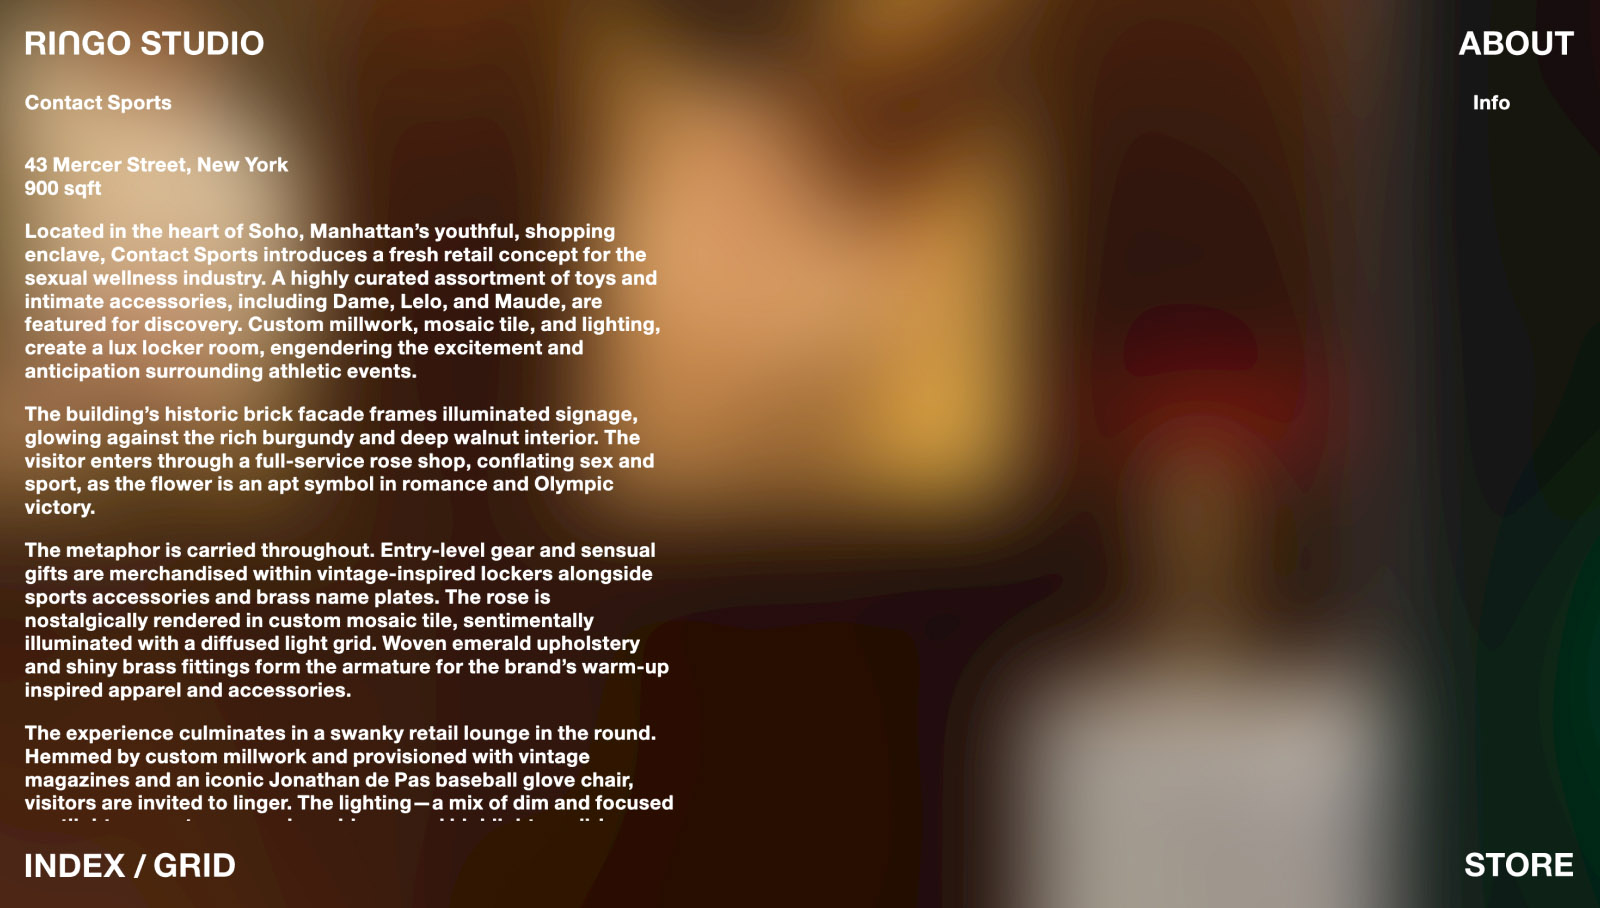 RINGO STUDIO
ABOUT
Contact Sports
Info
43 Mercer Street, New York
900 sqft
Located in the heart of Soho, Manhattan’s youthful, shopping
enclave, Contact Sports introduces a fresh retail concept for the
sexual wellness industry. A highly curated assortment of toys and
intimate accessories, including Dame, Lelo, and Maude, are
featured for discovery. Custom millwork, mosaic tile, and lighting,
create a lux locker room, engendering the excitement and
anticipation surrounding athletic events.
The building’s historic brick facade frames illuminated signage,
glowing against the rich burgundy and deep walnut interior. The
visitor enters through a full-service rose shop, conflating sex and
sport, as the flower is an apt symbol in romance and Olympic
victory.
The metaphor is carried throughout. Entry-level gear and sensual
gifts are merchandised within vintage-inspired lockers alongside
sports accessories and brass name plates. The rose is
nostalgically rendered in custom mosaic tile, sentimentally
illuminated with a diffused light grid. Woven emerald upholstery
and shiny brass fittings form the armature for the brand’s warm-up
inspired apparel and accessories.
The experience culminates in a swanky retail lounge in the round.
Hemmed by custom millwork and provisioned with vintage
magazines and an iconic Jonathan de Pas baseball glove chair,
visitors are invited to linger. The lighting—a mix of dim and focused
INDEX / GRID
STORE